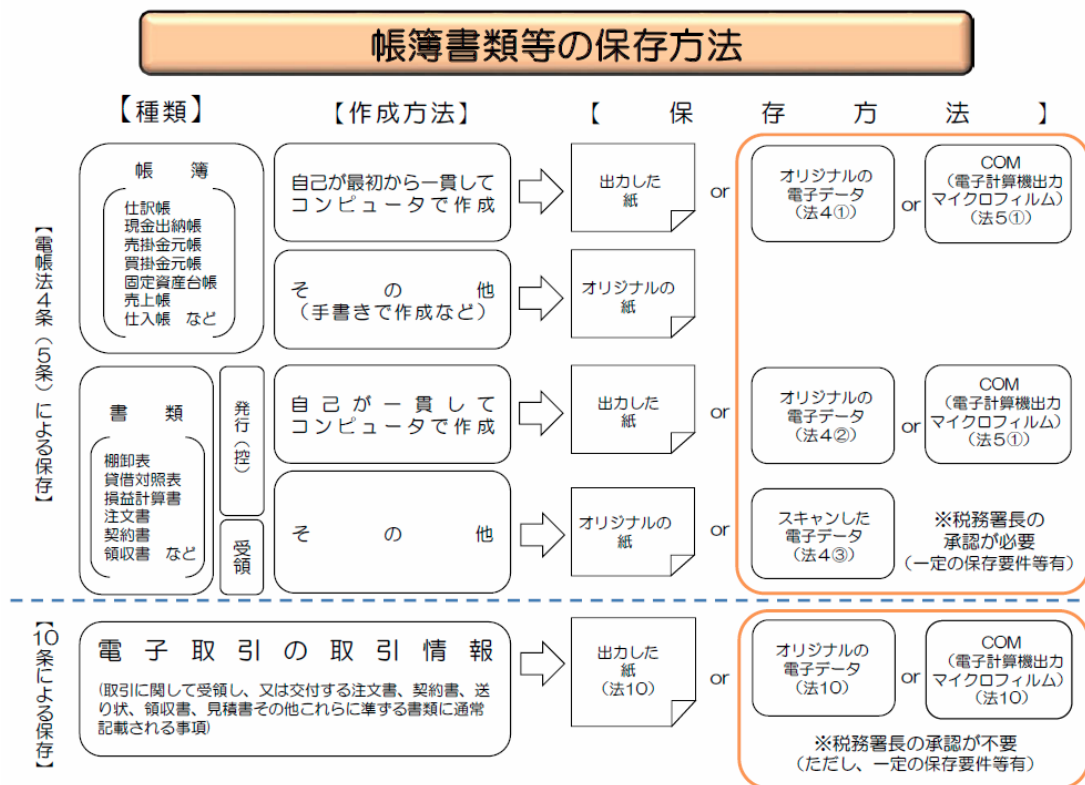 帳簿書類等の保存方法
【種類】
【作成方法】
【保存方法】
【電帳法4条（5条）による保存】
帳簿
仕訳帳
現金出納帳
売掛金元帳
買掛金元帳
固定資産台帳
売上帳
仕入帳　など
自己が最初から一貫して
コンピュータで作成
出力した
紙
or
オリジナルの
電子データ
（法4①）
or
COM
（電子計算機出力
マイクロフィルム）
（法5①）
その他
（手書きで作成など）
オリジナルの
紙
書類
棚卸表
貸借対照表
損益計算書
注文書
契約書
領収書　など
発行（控）
受領
自己が一貫して
コンピュータで作成
出力した
紙
or
オリジナルの
電子データ
（法4②）
or
COM
（電子計算機出力
マイクロフィルム）
（法5①）
その他
オリジナルの
紙
or
スキャンした
電子データ
（法4③）
※税務署長の
承認が必要
（一定の保存要件等有）
【10条による保存】
電子取引の取引情報
(取引に関して受領し、又は交付する注文書、契約書、送
り状、領収書、見積書その他これらに準ずる書類に通常
記載される事項)
出力した
紙
（法10）
or
オリジナルの
電子データ
（法10）
or
COM
（電子計算機出力
マイクロフィルム）
（法10）
※税務署長の承認が不要
（ただし、一定の保存要件等有）